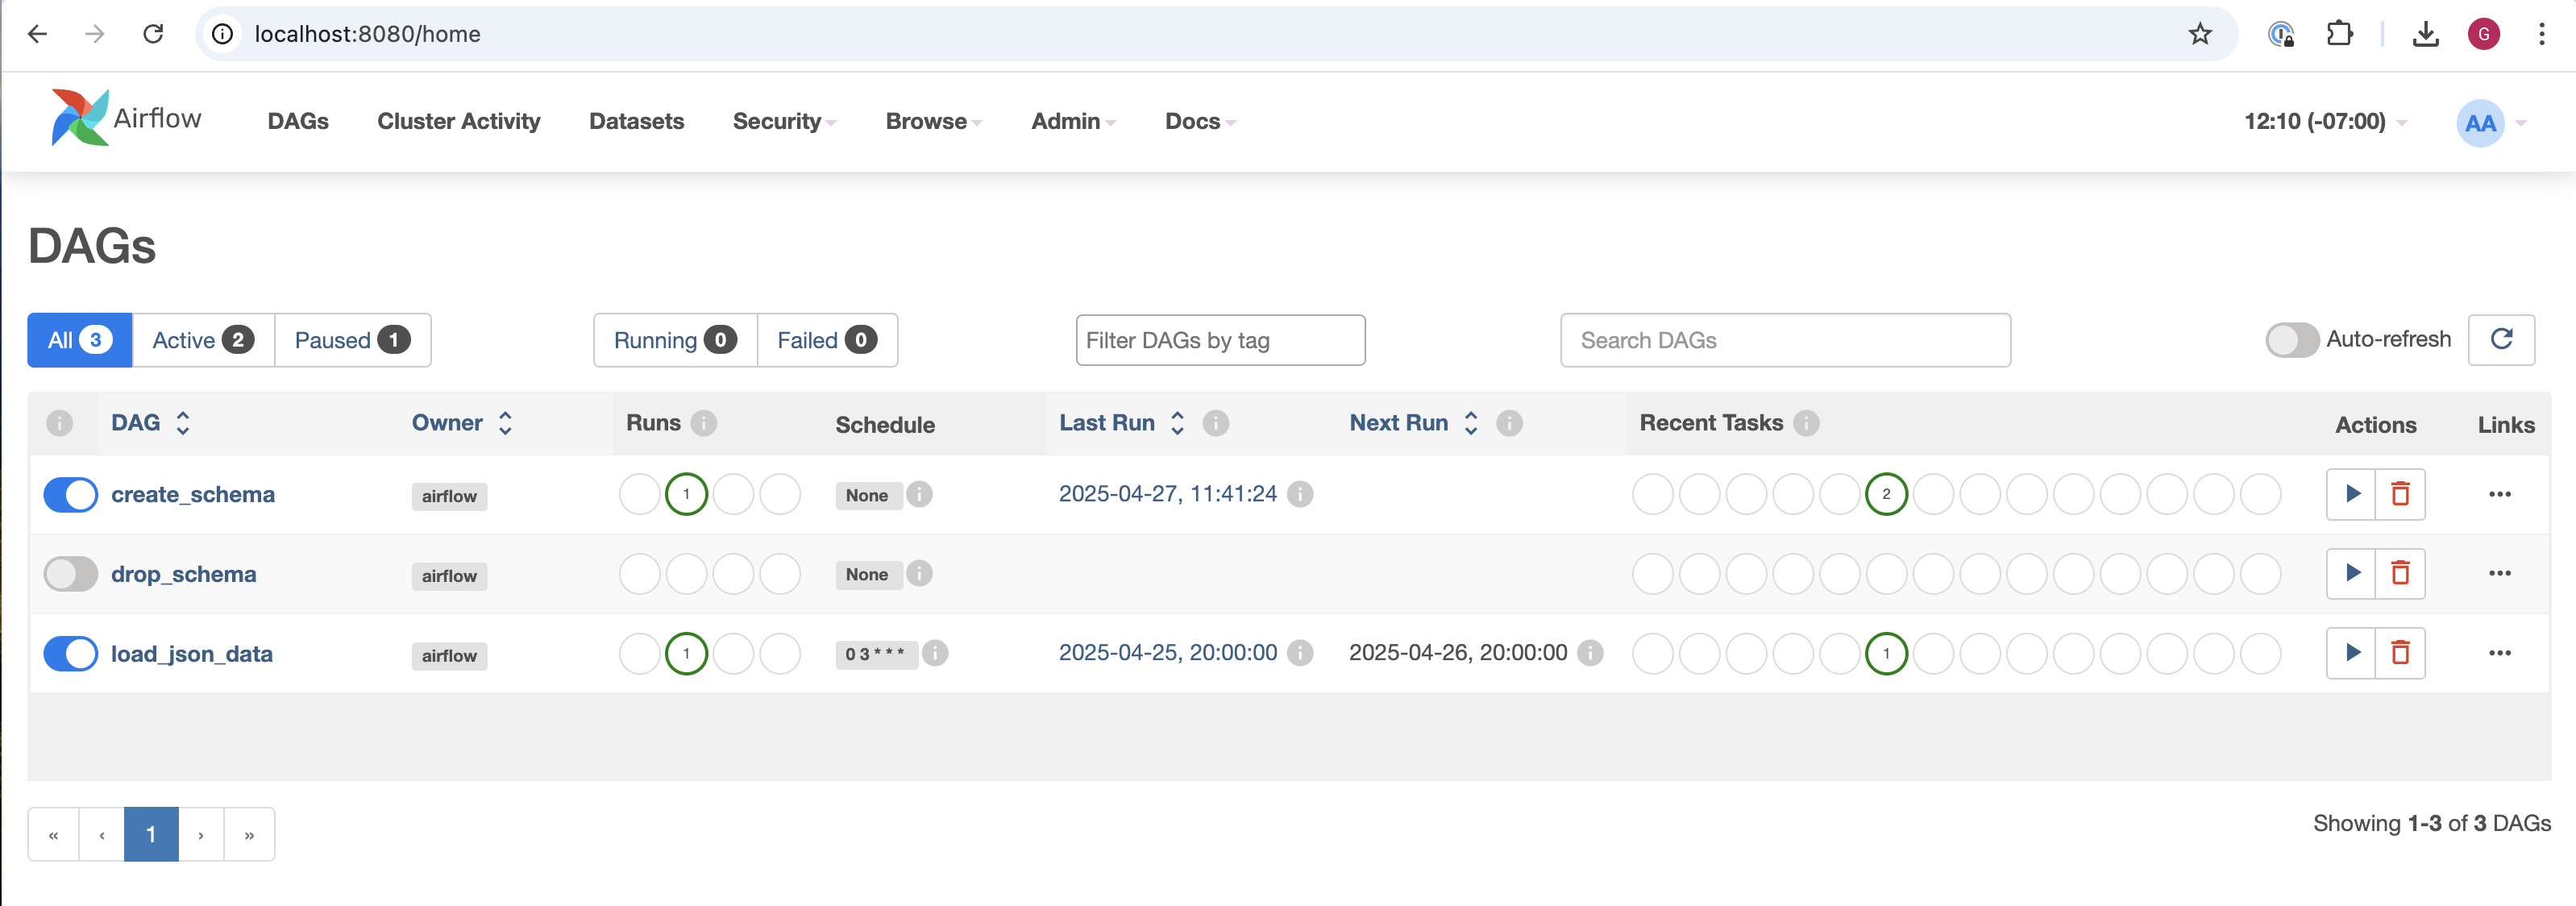 localhost:8080/home
G
Airflow DAGs Cluster Activity Datasets Security Browse Admin Docs 12:10 (-07:00) AA
DAGs
All 3 Active 2 Paused 1 Running 0 Failed 0 Filter DAGs by tag Search DAGs Auto-refresh
i DAG Owner Runs i Schedule Last Run i Next Run i Recent Tasks i Actions Links
create_schema airflow 1 None i 2025-04-27, 11:41:24 i 2
drop_schema airflow None i
load_json_data airflow 1 0 3 * * * i 2025-04-25, 20:00:00 i 2025-04-26, 20:00:00 i 1
« ‹ 1 › » Showing 1-3 of 3 DAGs